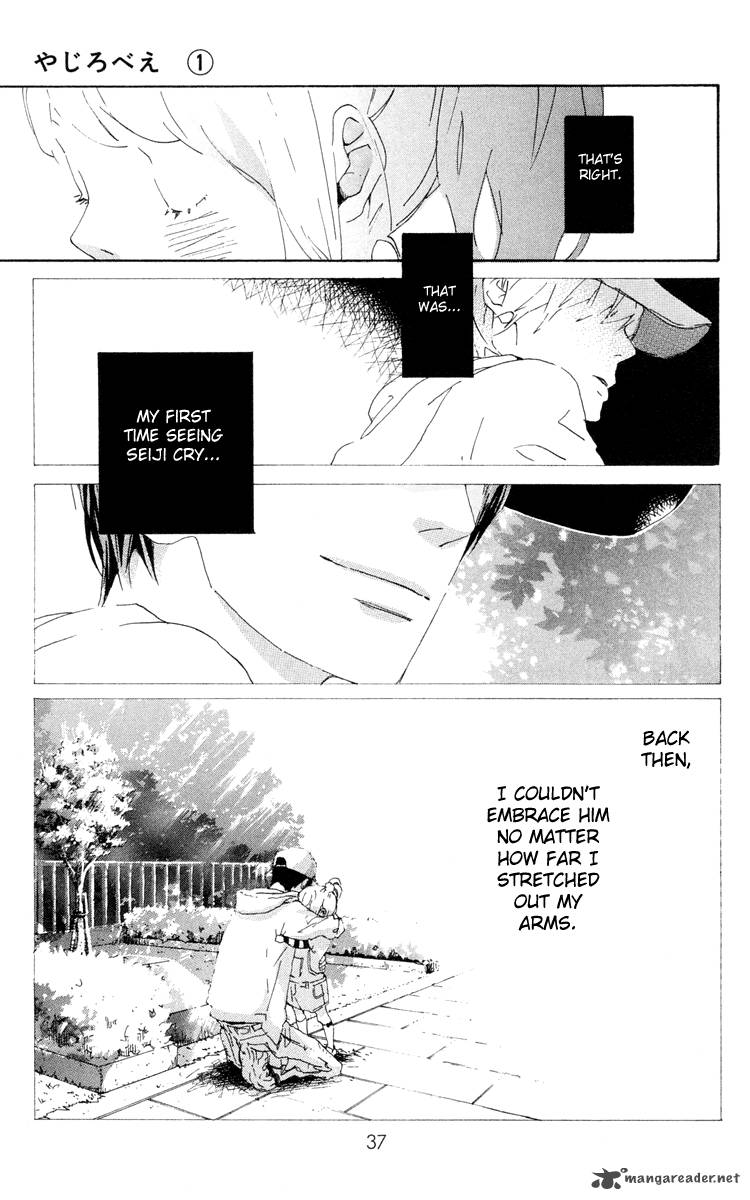 やじろべえ ①
THAT'S
RIGHT.
THAT
WAS...
MY FIRST
TIME SEEING
SEIJI CRY...
BACK
THEN,
I COULDN'T
EMBRACE HIM
NO MATTER
HOW FAR I
STRETCHED
OUT MY
ARMS.
37
mangareader.net